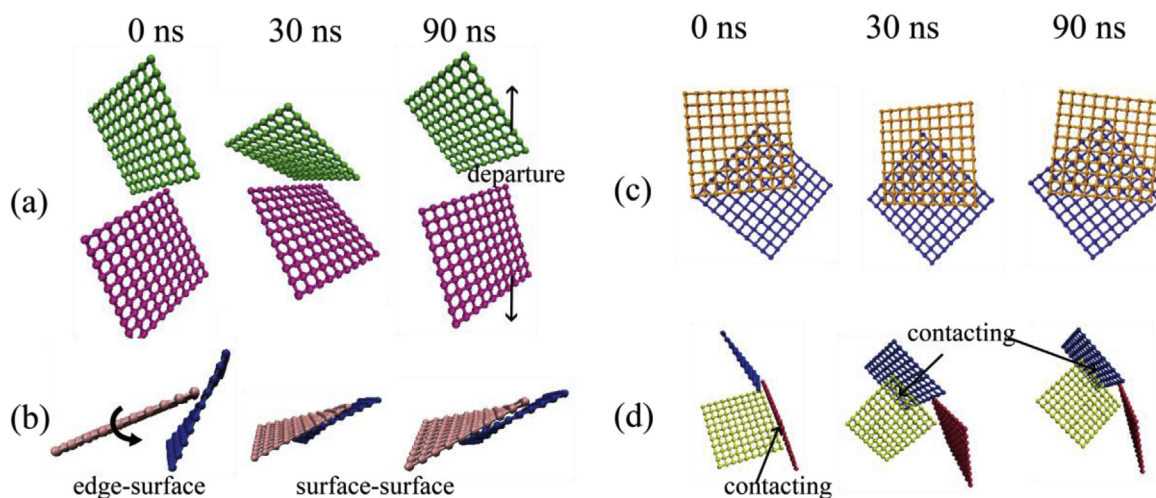 0 ns 30 ns 90 ns
departure
(a)
(b)
edge-surface surface-surface
0 ns 30 ns 90 ns
(c)
contacting
(d)
contacting